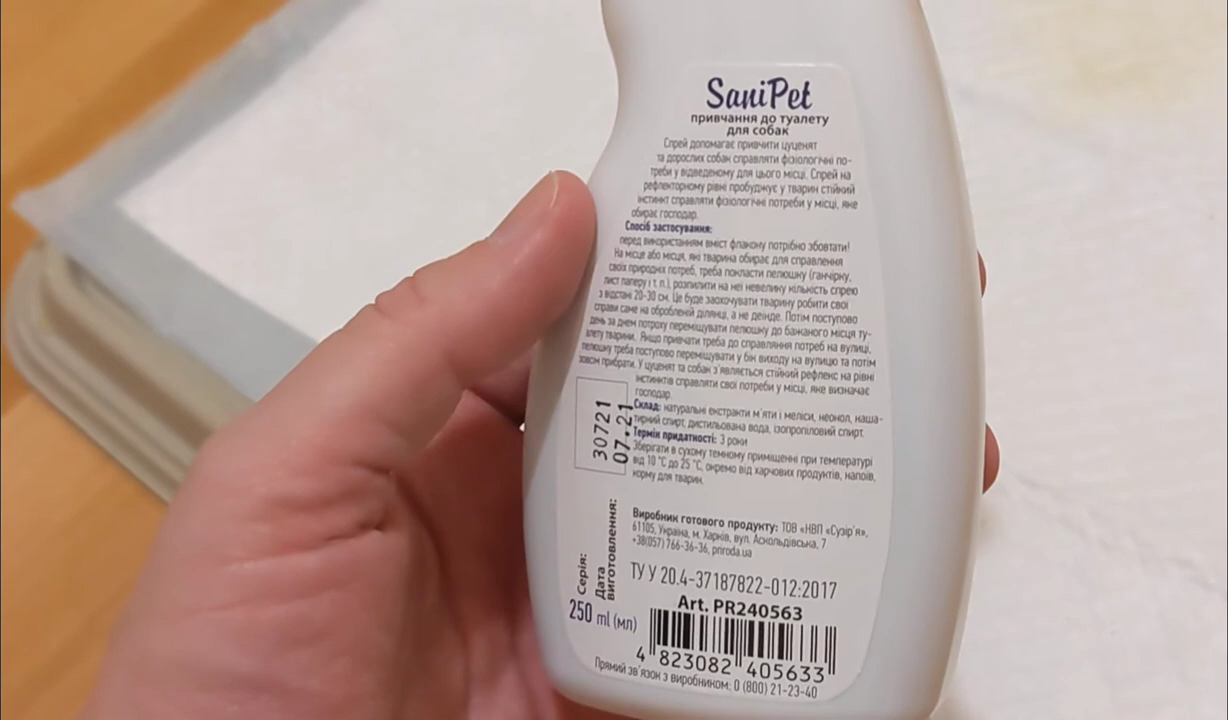 SaniPet
привчання до туалету
для собак
Спрей допомагає привчити цуценят
та дорослих собак справляти фізіологічні по-
треби у відведеному для цього місці. Спрей на
рефлекторному рівні пробуджує у тварин стійкий
інстинкт справляти фізіологічні потреби у місці, яке
обирає господар.
Спосіб застосування:
перед використанням вміст флакону потрібно збовтати!
На місце або місця, які тварина обирає для справлення
своїх природніх потреб, треба покласти пелюшку (ганчірку,
лист паперу і т. п.), розпилити на неї невелику кількість спрею
з відстані 20-30 см. Це буде заохочувати тварину робити свої
справи саме на обробленій ділянці, а не деінде. Потім поступово
день за днем потроху переміщувати пелюшку до бажаного місця ту-
алету тварини. Якщо привчати треба до справляння потреб на вулиці,
пелюшку треба поступово переміщувати у бік виходу на вулицю та потім
зовсім прибрати. У цуценят та собак з'являється стійкий рефлекс на рівні
інстинктів справляти свої потреби у місці, яке визначає
господар.
Склад: натуральні екстракти м'яти і меліси, неонол, наша-
тирний спирт, дистильована вода, ізопропіловий спирт.
Термін придатності: 3 роки
Зберігати в сухому темному приміщенні при температурі
від 10 °C до 25 °C, окремо від харчових продуктів, напоїв,
корму для тварин.
30721
07.21
Серія:
Дата
виготовлення:
Виробник готового продукту: ТОВ «НВП «Сузір'я»,
61105, Україна, м. Харків, вул. Аскольдівська, 7
+38(057) 766-36-36, priroda.ua
ТУ У 20.4-37187822-012:2017
Art. PR240563
250 ml (мл)
4 823082 405633
Прямий зв'язок з виробником: 0 (800) 21-23-40